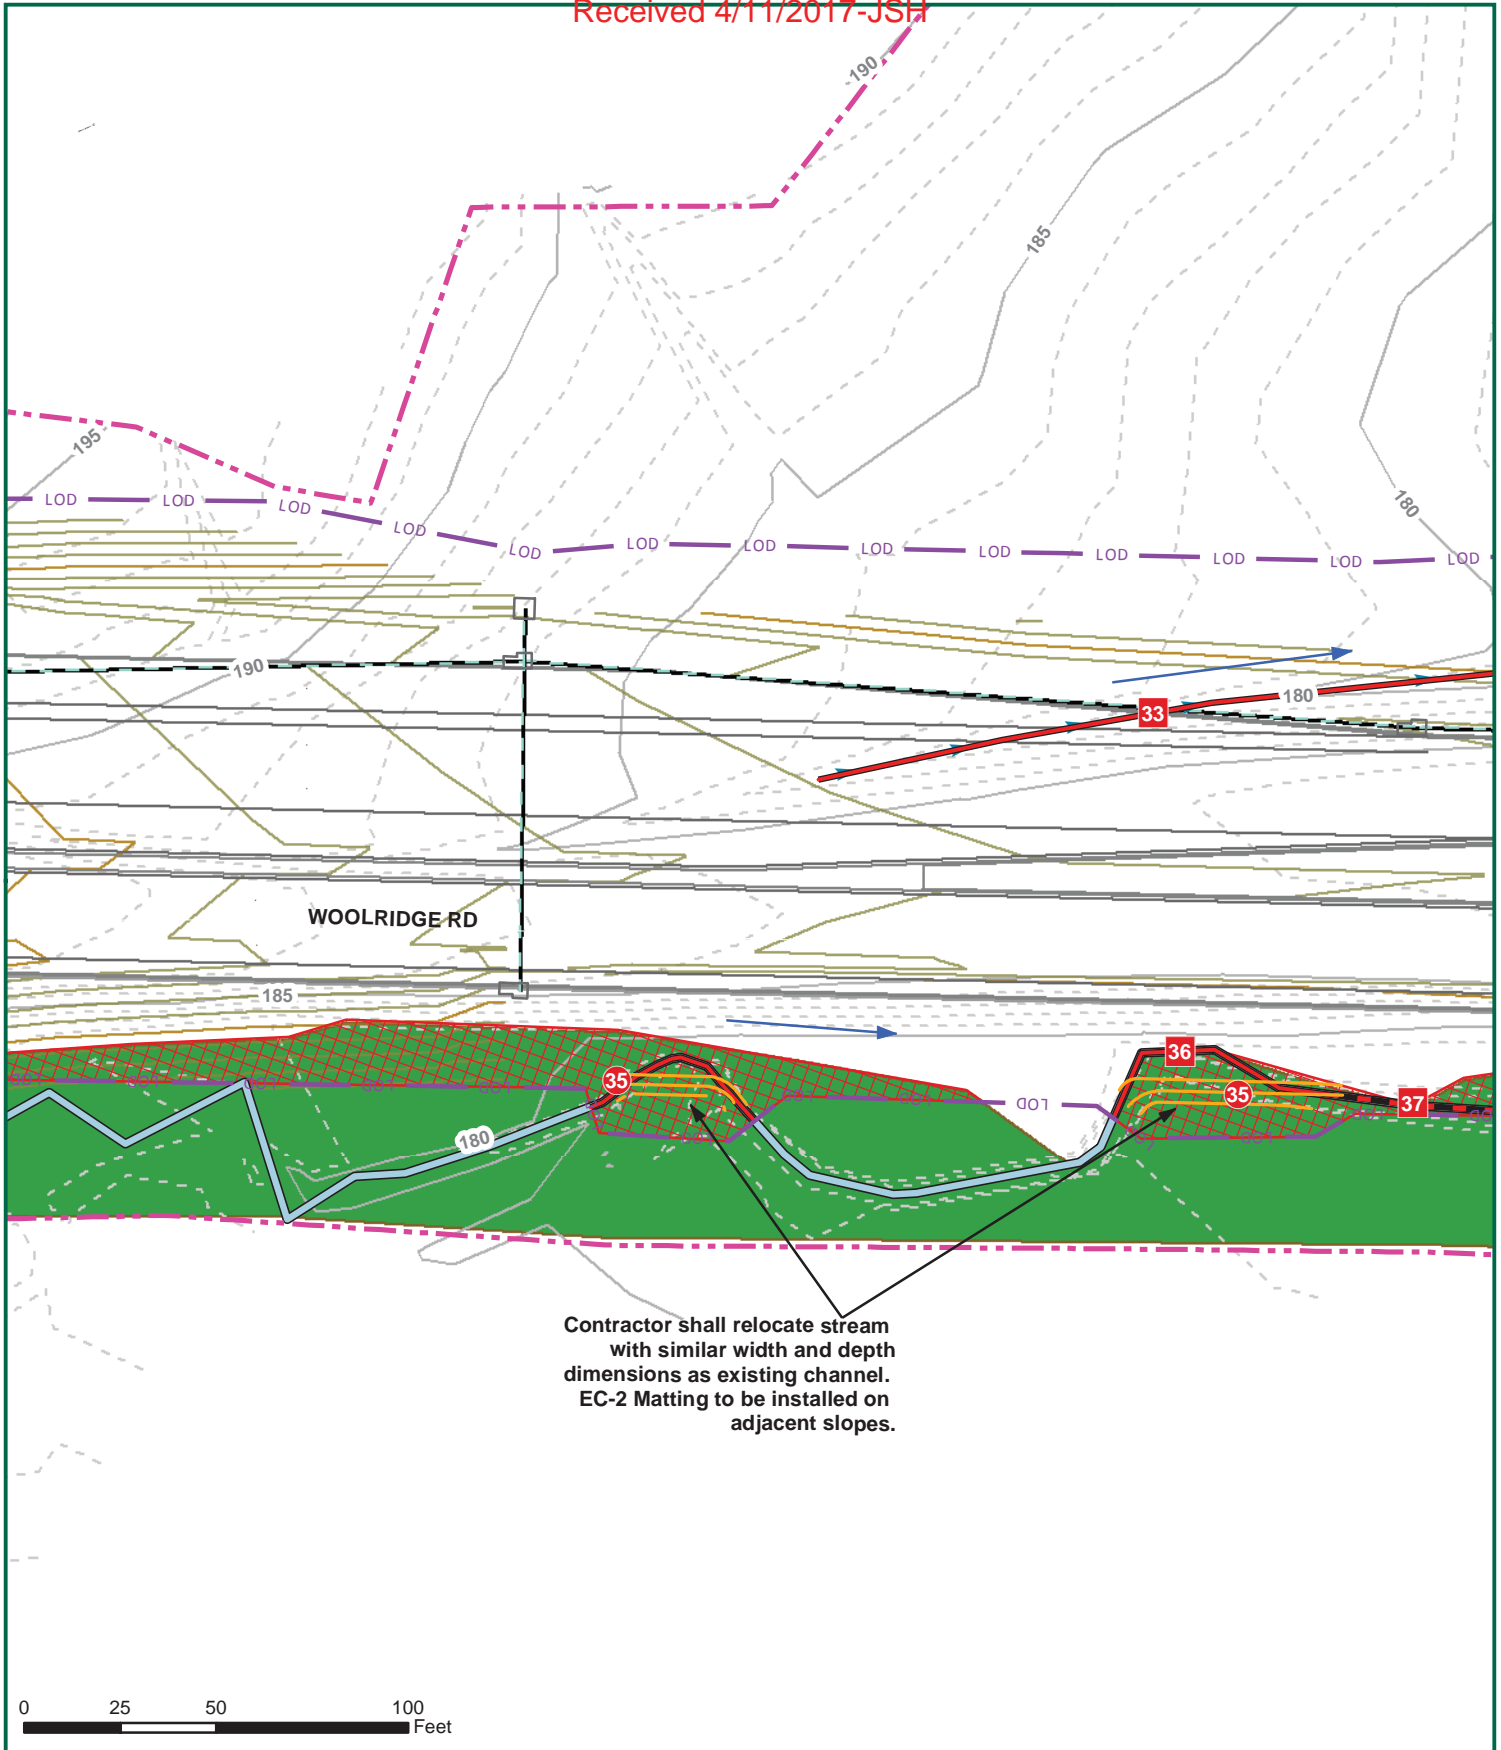 Received 4/11/2017-JSH
190
185
195
180
LOD LOD LOD LOD LOD LOD LOD LOD LOD LOD LOD LOD LOD
190
180
33
WOOLRIDGE RD
185
36
35
35
37
LOD
180
Contractor shall relocate stream
with similar width and depth
dimensions as existing channel.
EC-2 Matting to be installed on
adjacent slopes.
0 25 50 100
Feet